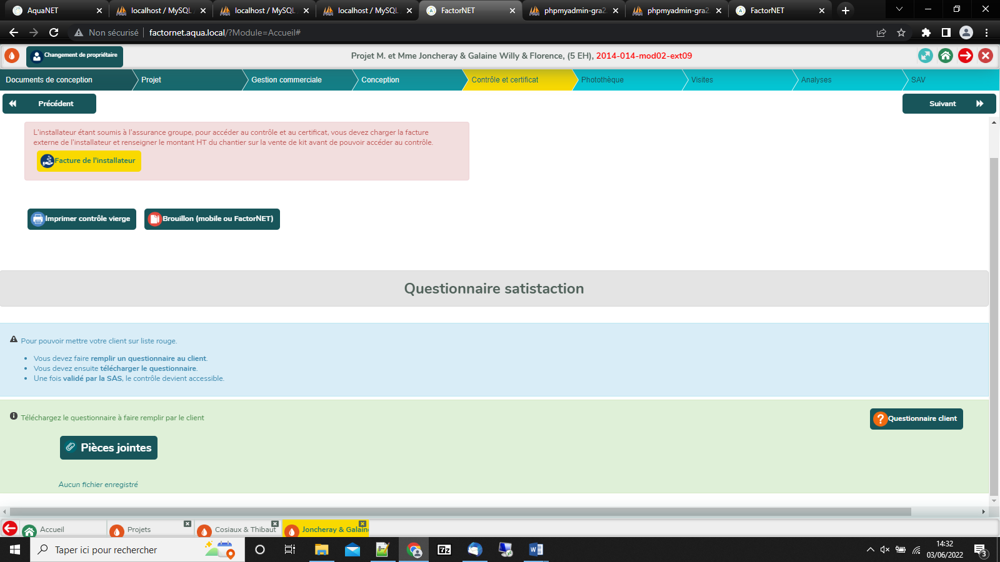 AquaNET
localhost / MySQL
localhost / MySQL
localhost / MySQL
FactorNET
phpmyadmin-gra2
phpmyadmin-gra2
FactorNET
Non sécurisé
factornet.aqua.local/?Module=Accueil#
Changement de propriétaire
Projet M. et Mme Joncheray & Galaine Willy & Florence, (5 EH), 2014-014-mod02-ext09
Documents de conception
Projet
Gestion commerciale
Conception
Contrôle et certificat
Photothèque
Visites
Analyses
SAV
Précédent
Suivant
L'installateur étant soumis à l'assurance groupe, pour accéder au contrôle et au certificat, vous devez charger la facture
externe de l'installateur et renseigner le montant HT du chantier sur la vente de kit avant de pouvoir accéder au contrôle.
Facture de l'installateur
Imprimer contrôle vierge
Brouillon (mobile ou FactorNET)
Questionnaire satistaction
Pour pouvoir mettre votre client sur liste rouge.
Vous devez faire remplir un questionnaire au client.
Vous devez ensuite télécharger le questionnaire.
Une fois validé par la SAS, le contrôle devient accessible.
Téléchargez le questionnaire à faire remplir par le client
Questionnaire client
Pièces jointes
Aucun fichier enregistré
Accueil
Projets
Cosiaux & Thibaut
Joncheray & Galaine
Taper ici pour rechercher
7z
14:32
03/06/2022
3